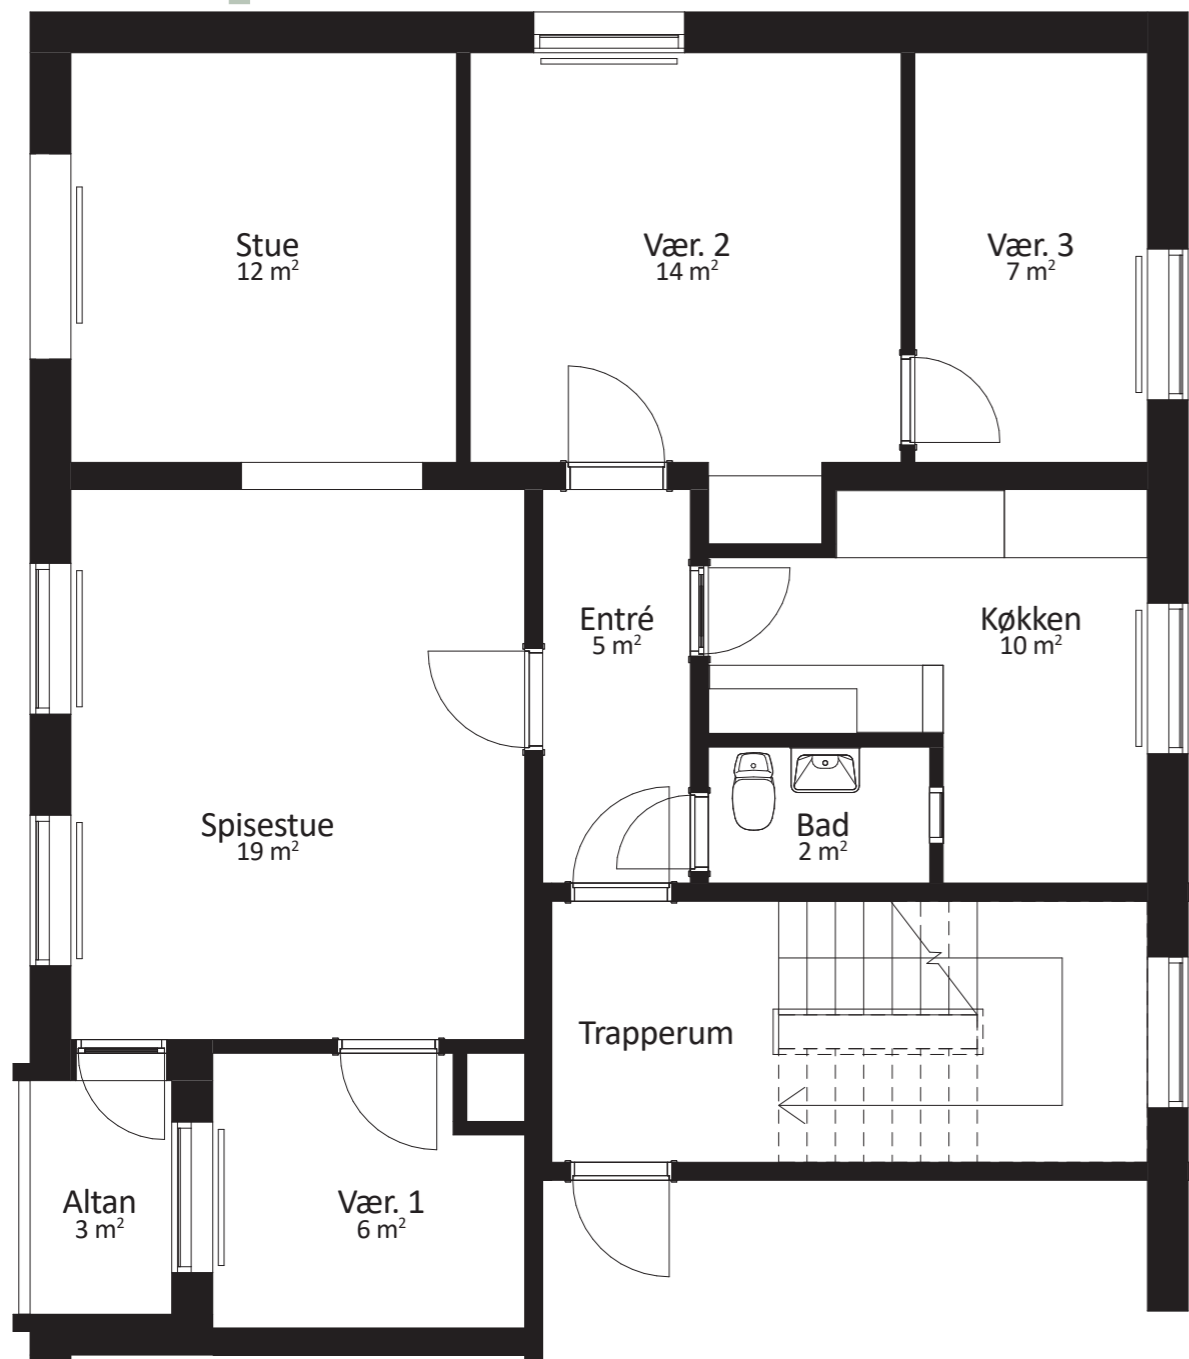 Stue
12 m²
Vær. 2
14 m²
Vær. 3
7 m²
Entré
5 m²
Køkken
10 m²
Spisestue
19 m²
Bad
2 m²
Trapperum
Altan
3 m²
Vær. 1
6 m²